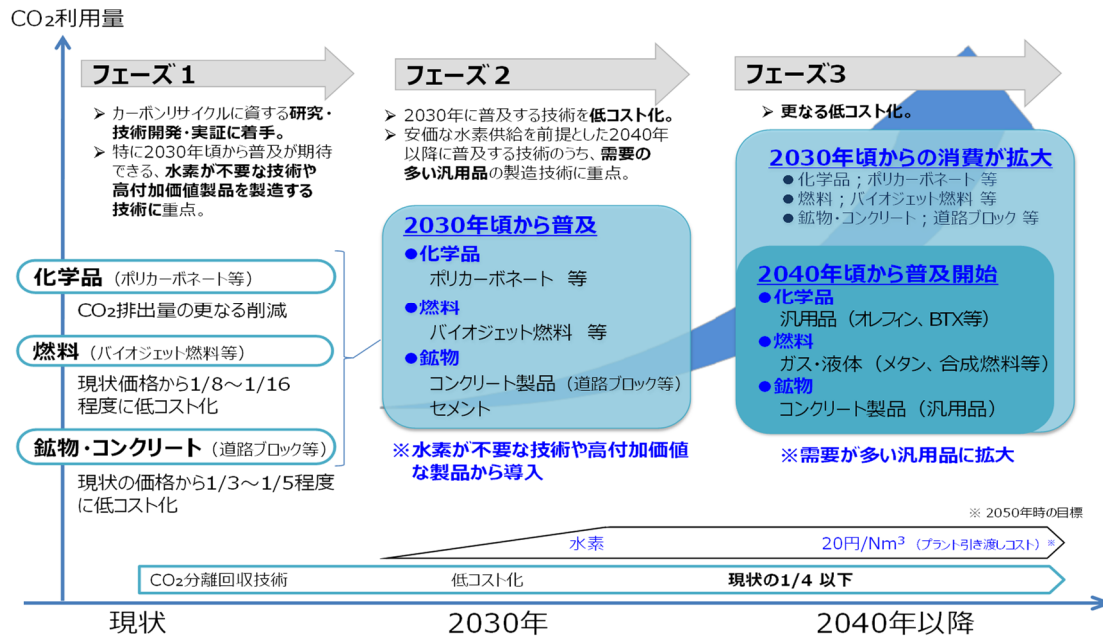 CO₂利用量
フェーズ１
➢ カーボンリサイクルに資する研究・
技術開発・実証に着手。
➢ 特に2030年頃から普及が期待
できる、水素が不要な技術や
高付加価値製品を製造する
技術に重点。
化学品（ポリカーボネート等）
CO₂排出量の更なる削減
燃料（バイオジェット燃料等）
現状価格から1/8～1/16
程度に低コスト化
鉱物・コンクリート（道路ブロック等）
現状の価格から1/3～1/5程度
に低コスト化
フェーズ２
➢ 2030年に普及する技術を低コスト化。
➢ 安価な水素供給を前提とした2040年
以降に普及する技術のうち、需要の
多い汎用品の製造技術に重点。
2030年頃から普及
●化学品
ポリカーボネート 等
●燃料
バイオジェット燃料 等
●鉱物
コンクリート製品（道路ブロック等）
セメント
※水素が不要な技術や高付加価値
な製品から導入
フェーズ3
➢ 更なる低コスト化。
2030年頃からの消費が拡大
●化学品；ポリカーボネート 等
●燃料；バイオジェット燃料 等
●鉱物・コンクリート；道路ブロック 等
2040年頃から普及開始
●化学品
汎用品（オレフィン、BTX等）
●燃料
ガス・液体（メタン、合成燃料等）
●鉱物
コンクリート製品（汎用品）
※需要が多い汎用品に拡大
※ 2050年時の目標
水素 20円/Nm³（プラント引き渡しコスト）※
CO₂分離回収技術 低コスト化 現状の1/4 以下
現状 2030年 2040年以降